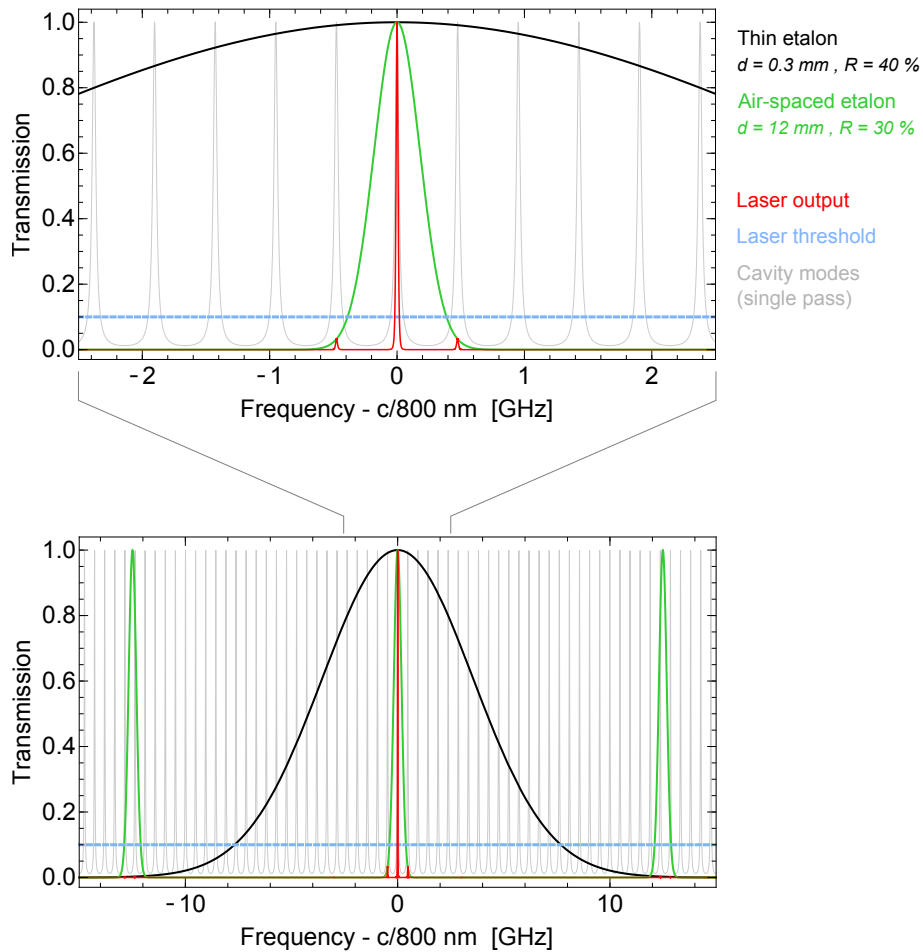 1.0
0.8
0.6
0.4
0.2
0.0
Transmission
-2
-1
0
1
2
Frequency - c/800 nm [GHz]
Thin etalon
d = 0.3 mm , R = 40 %
Air-spaced etalon
d = 12 mm , R = 30 %
Laser output
Laser threshold
Cavity modes
(single pass)
1.0
0.8
0.6
0.4
0.2
0.0
Transmission
-10
0
10
Frequency - c/800 nm [GHz]